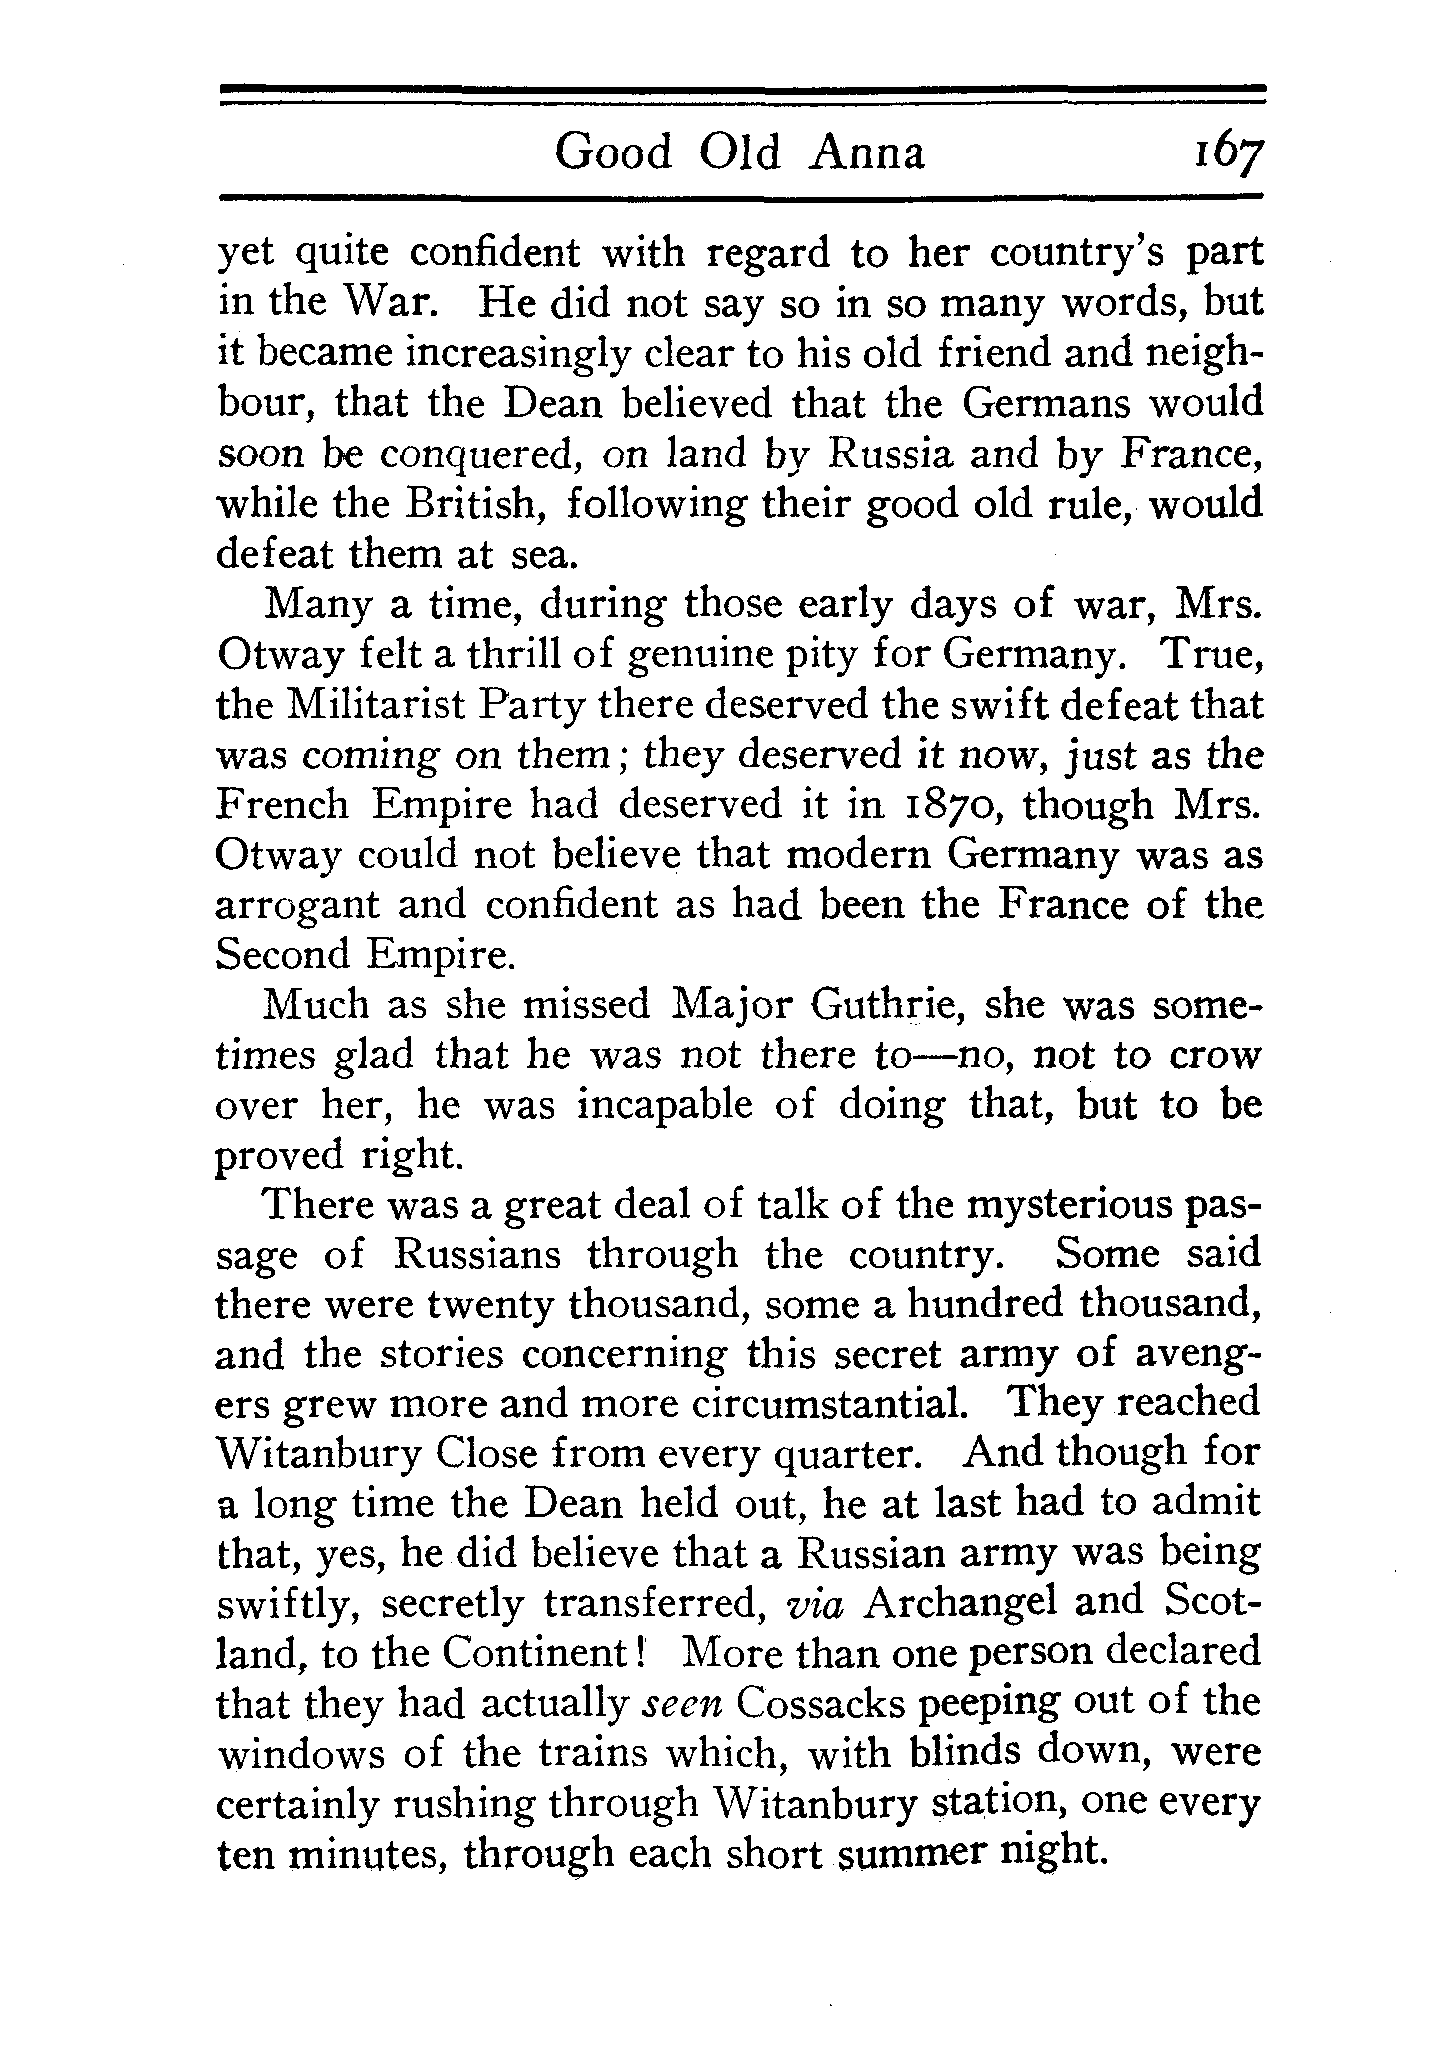 Good Old Anna 167
yet quite confident with regard to her country's part
in the War. He did not say so in so many words, but
it became increasingly clear to his old friend and neigh-
bour, that the Dean believed that the Germans would
soon be conquered, on land by Russia and by France,
while the British, following their good old rule, would
defeat them at sea.
Many a time, during those early days of war, Mrs.
Otway felt a thrill of genuine pity for Germany. True,
the Militarist Party there deserved the swift defeat that
was coming on them; they deserved it now, just as the
French Empire had deserved it in 1870, though Mrs.
Otway could not believe that modern Germany was as
arrogant and confident as had been the France of the
Second Empire.
Much as she missed Major Guthrie, she was some-
times glad that he was not there to—no, not to crow
over her, he was incapable of doing that, but to be
proved right.
There was a great deal of talk of the mysterious pas-
sage of Russians through the country. Some said
there were twenty thousand, some a hundred thousand,
and the stories concerning this secret army of aveng-
ers grew more and more circumstantial. They reached
Witanbury Close from every quarter. And though for
a long time the Dean held out, he at last had to admit
that, yes, he did believe that a Russian army was being
swiftly, secretly transferred, via Archangel and Scot-
land, to the Continent! More than one person declared
that they had actually seen Cossacks peeping out of the
windows of the trains which, with blinds down, were
certainly rushing through Witanbury station, one every
ten minutes, through each short summer night.